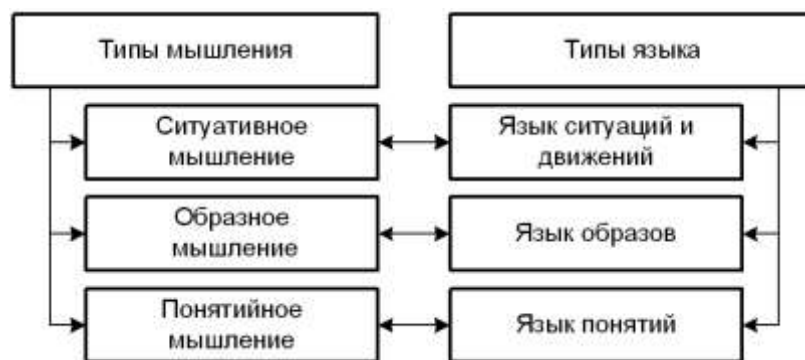 Типы мышления
Типы языка
Ситуативное
мышление
Язык ситуаций и
движений
Образное
мышление
Язык образов
Понятийное
мышление
Язык понятий